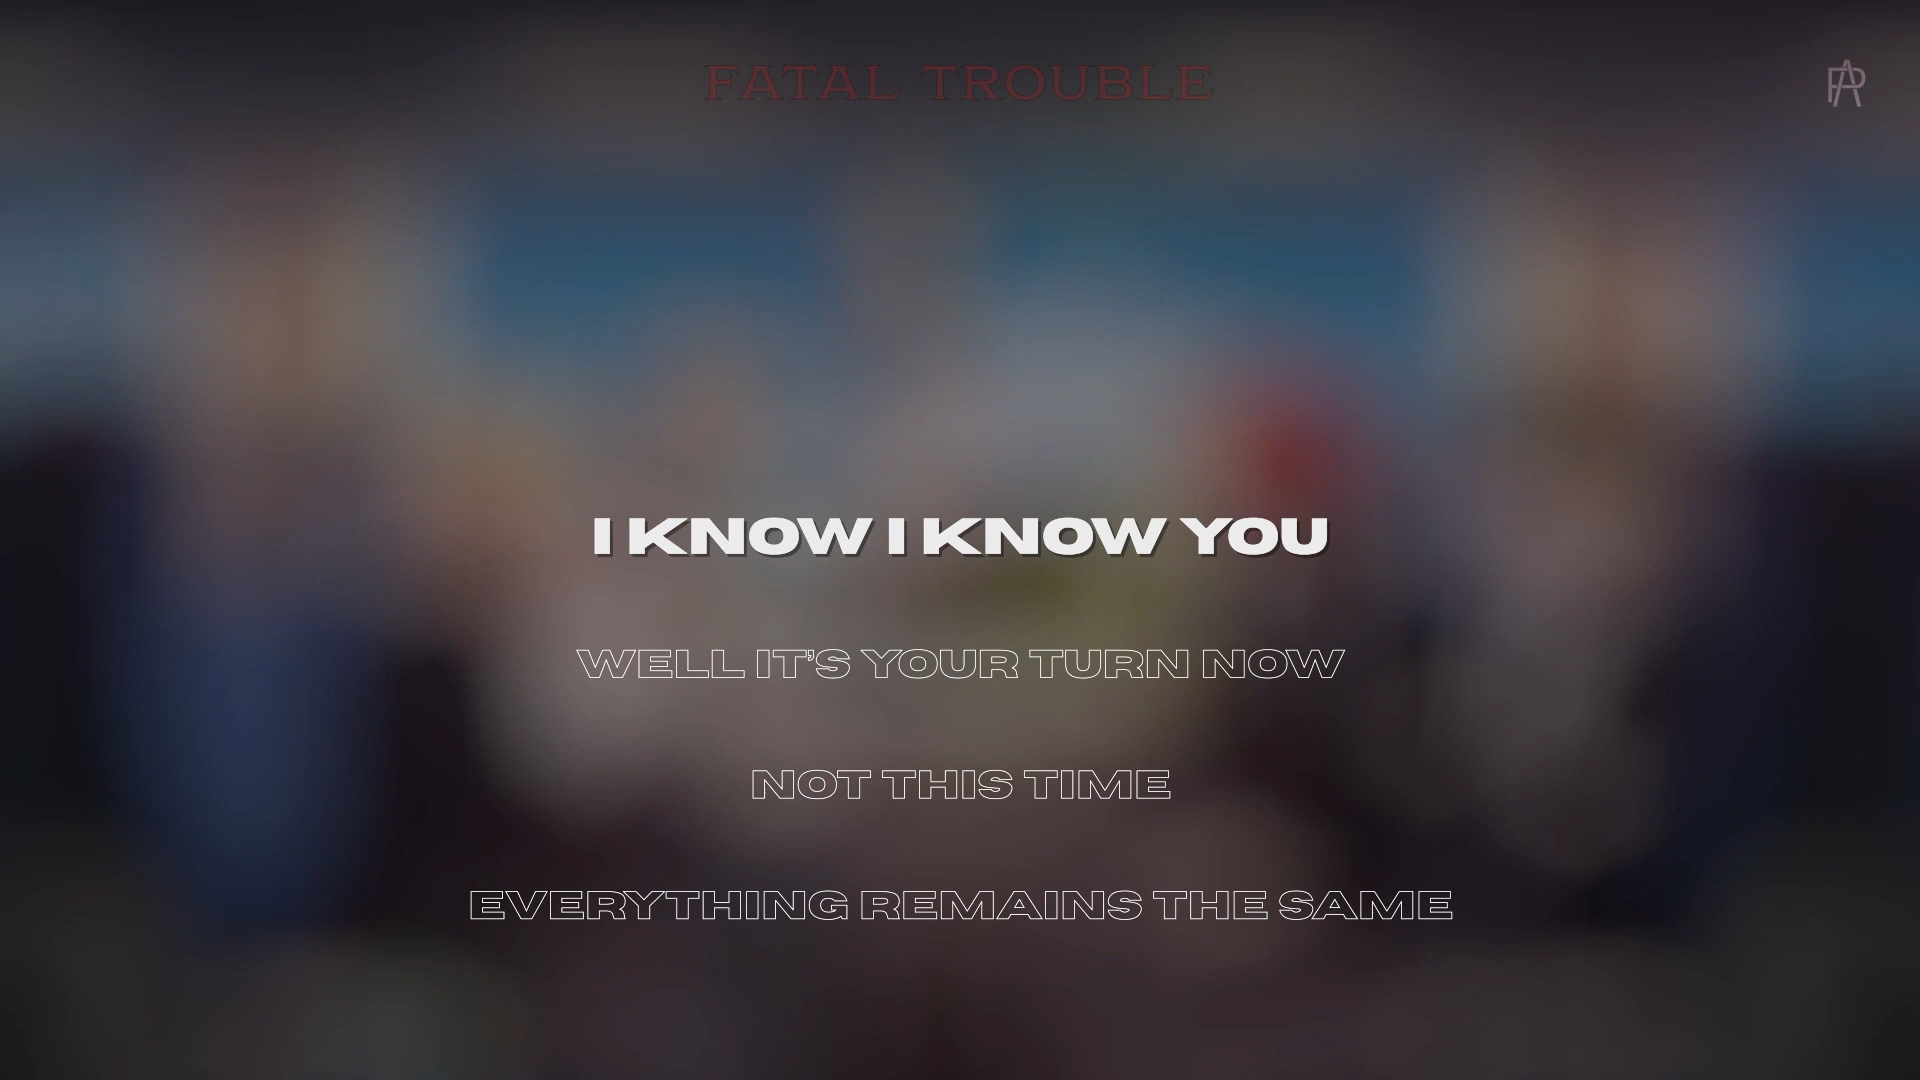 FATAL TROUBLE
I KNOW I KNOW YOU
WELL IT'S YOUR TURN NOW
NOT THIS TIME
EVERYTHING REMAINS THE SAME